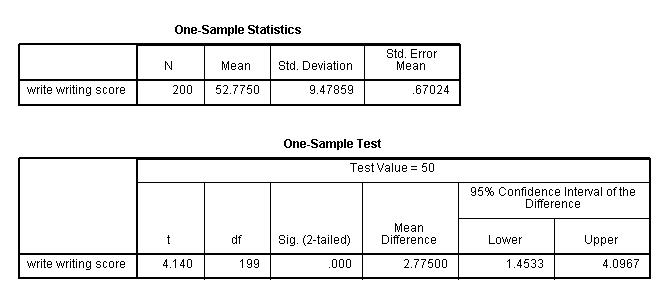 One-Sample Statistics
N Mean Std. Deviation Std. Error Mean
write writing score 200 52.7750 9.47859 .67024
One-Sample Test
Test Value = 50
95% Confidence Interval of the Difference
t df Sig. (2-tailed) Mean Difference Lower Upper
write writing score 4.140 199 .000 2.77500 1.4533 4.0967